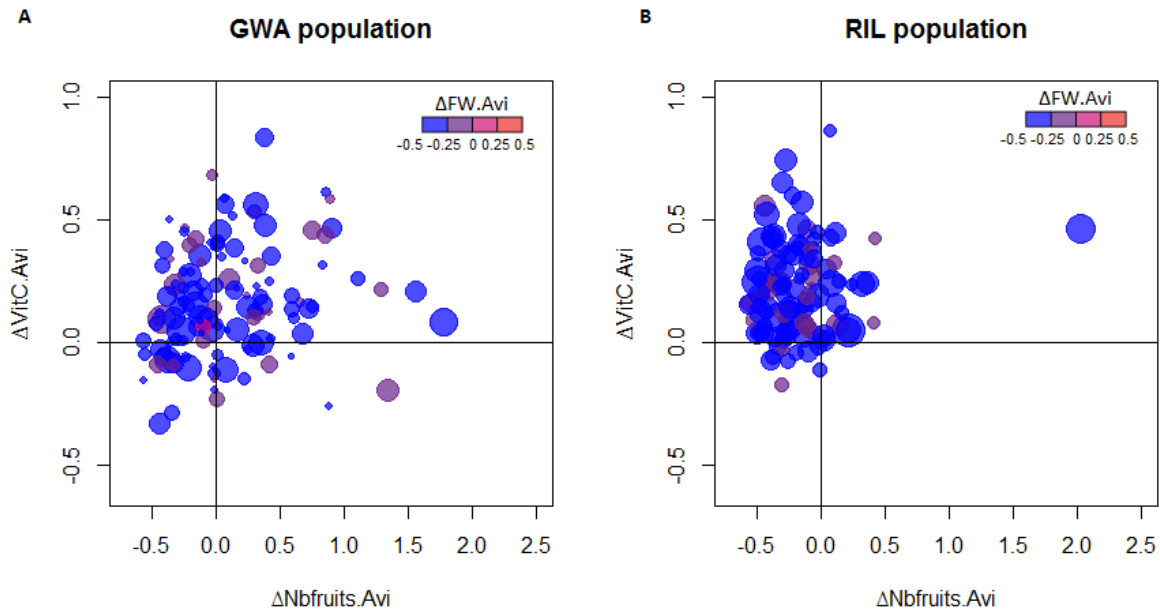 A
GWA population
ΔFW.Avi
-0.5 -0.25 0 0.25 0.5
1.0
0.5
0.0
-0.5
ΔVitC.Avi
-0.5 0.0 0.5 1.0 1.5 2.0 2.5
ΔNbfruits.Avi
B
RIL population
ΔFW.Avi
-0.5 -0.25 0 0.25 0.5
1.0
0.5
0.0
-0.5
ΔVitC.Avi
-0.5 0.0 0.5 1.0 1.5 2.0 2.5
ΔNbfruits.Avi